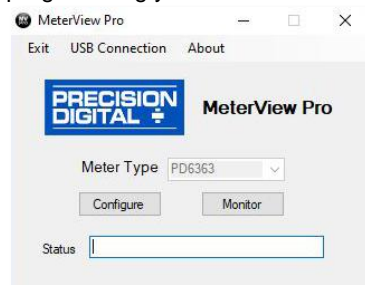 MeterView Pro
Exit USB Connection About
PRECISION
DIGITAL
MeterView Pro
Meter Type PD6363
Configure Monitor
Status